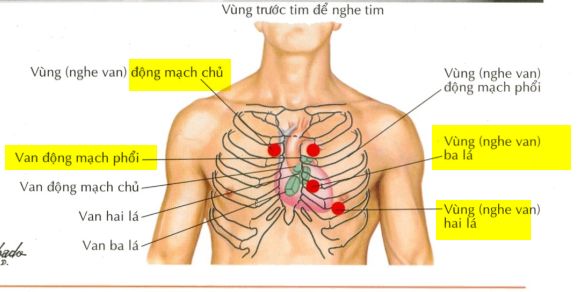 Vùng trước tim để nghe tim
Vùng (nghe van) động mạch chủ
Vùng (nghe van)
động mạch phổi
Van động mạch phổi
Vùng (nghe van)
ba lá
Van động mạch chủ
Van hai lá
Vùng (nghe van)
hai lá
Van ba lá
D.